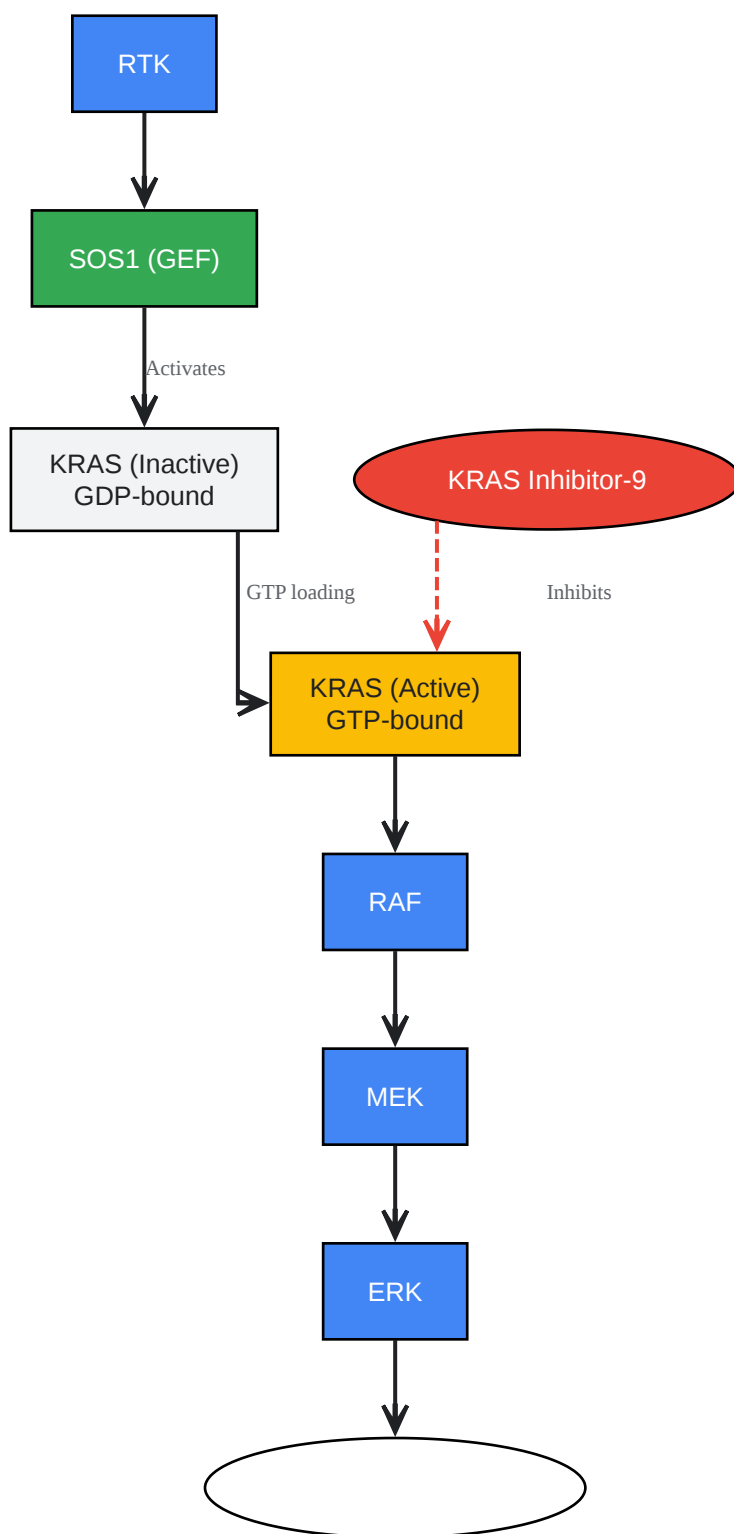 RTK
SOS1 (GEF)
Activates
KRAS (Inactive)
GDP-bound
KRAS Inhibitor-9
GTP loading
Inhibits
KRAS (Active)
GTP-bound
RAF
MEK
ERK